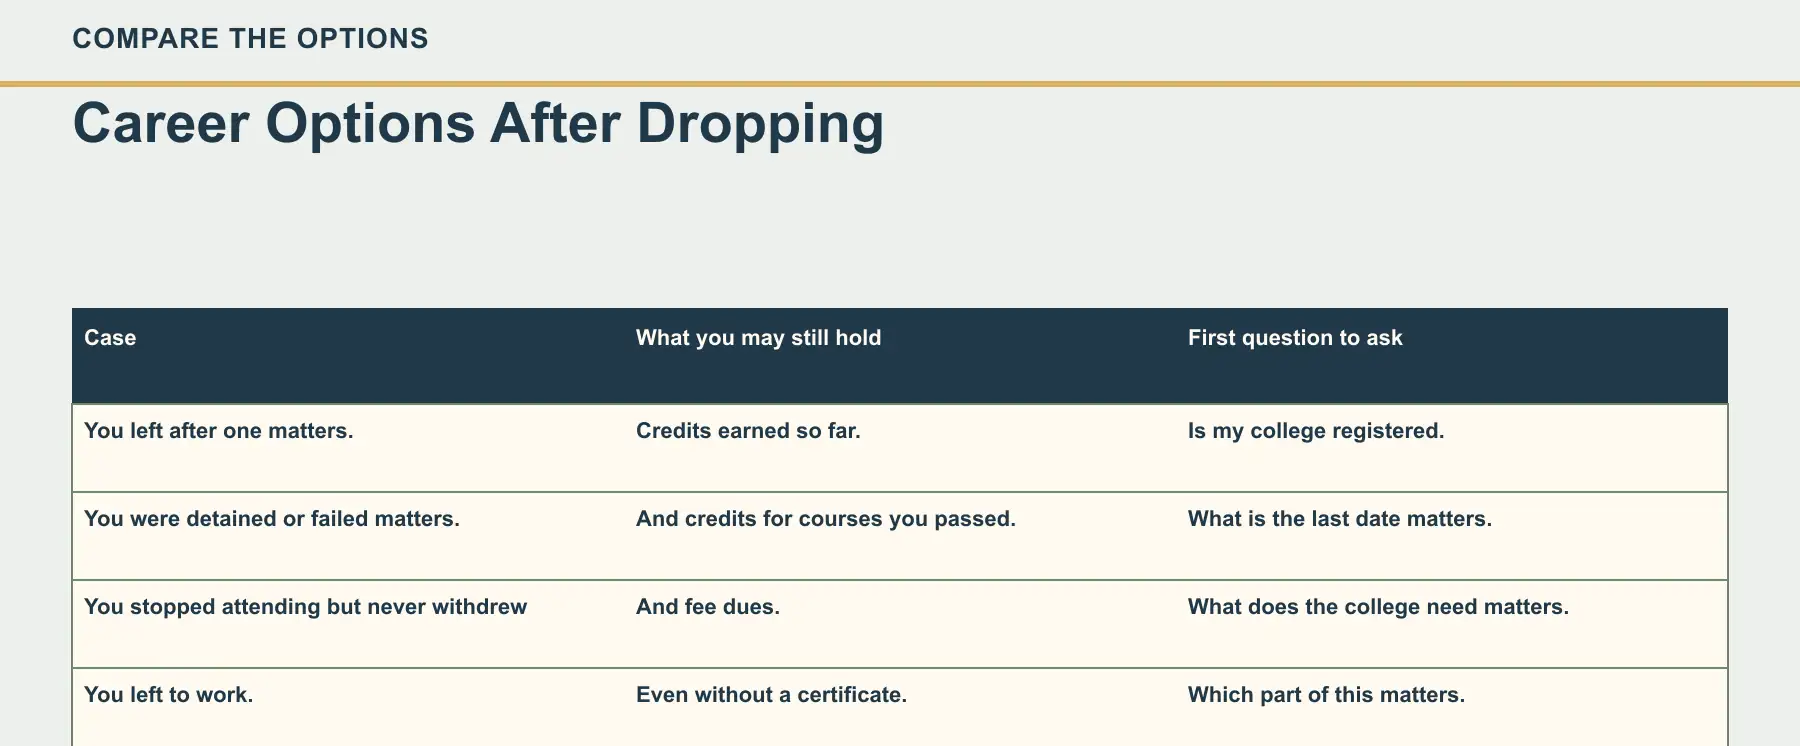 COMPARE THE OPTIONS
Career Options After Dropping
Case What you may still hold First question to ask
You left after one matters. Credits earned so far. Is my college registered.
You were detained or failed matters. And credits for courses you passed. What is the last date matters.
You stopped attending but never withdrew And fee dues. What does the college need matters.
You left to work. Even without a certificate. Which part of this matters.